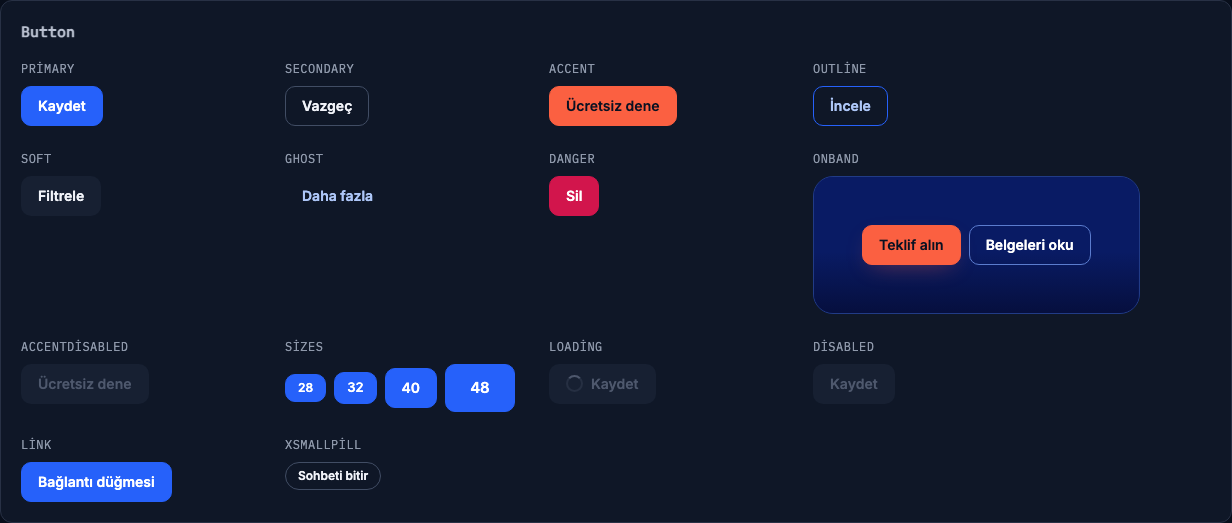 Button
PRİMARY
SECONDARY
ACCENT
OUTLİNE
Kaydet
Vazgeç
Ücretsiz dene
İncele
SOFT
GHOST
DANGER
ONBAND
Filtrele
Daha fazla
Sil
Teklif alın
Belgeleri oku
ACCENTDİSABLED
SİZES
LOADİNG
DİSABLED
Ücretsiz dene
28
32
40
48
Kaydet
Kaydet
LİNK
XSMALLPİLL
Bağlantı düğmesi
Sohbeti bitir